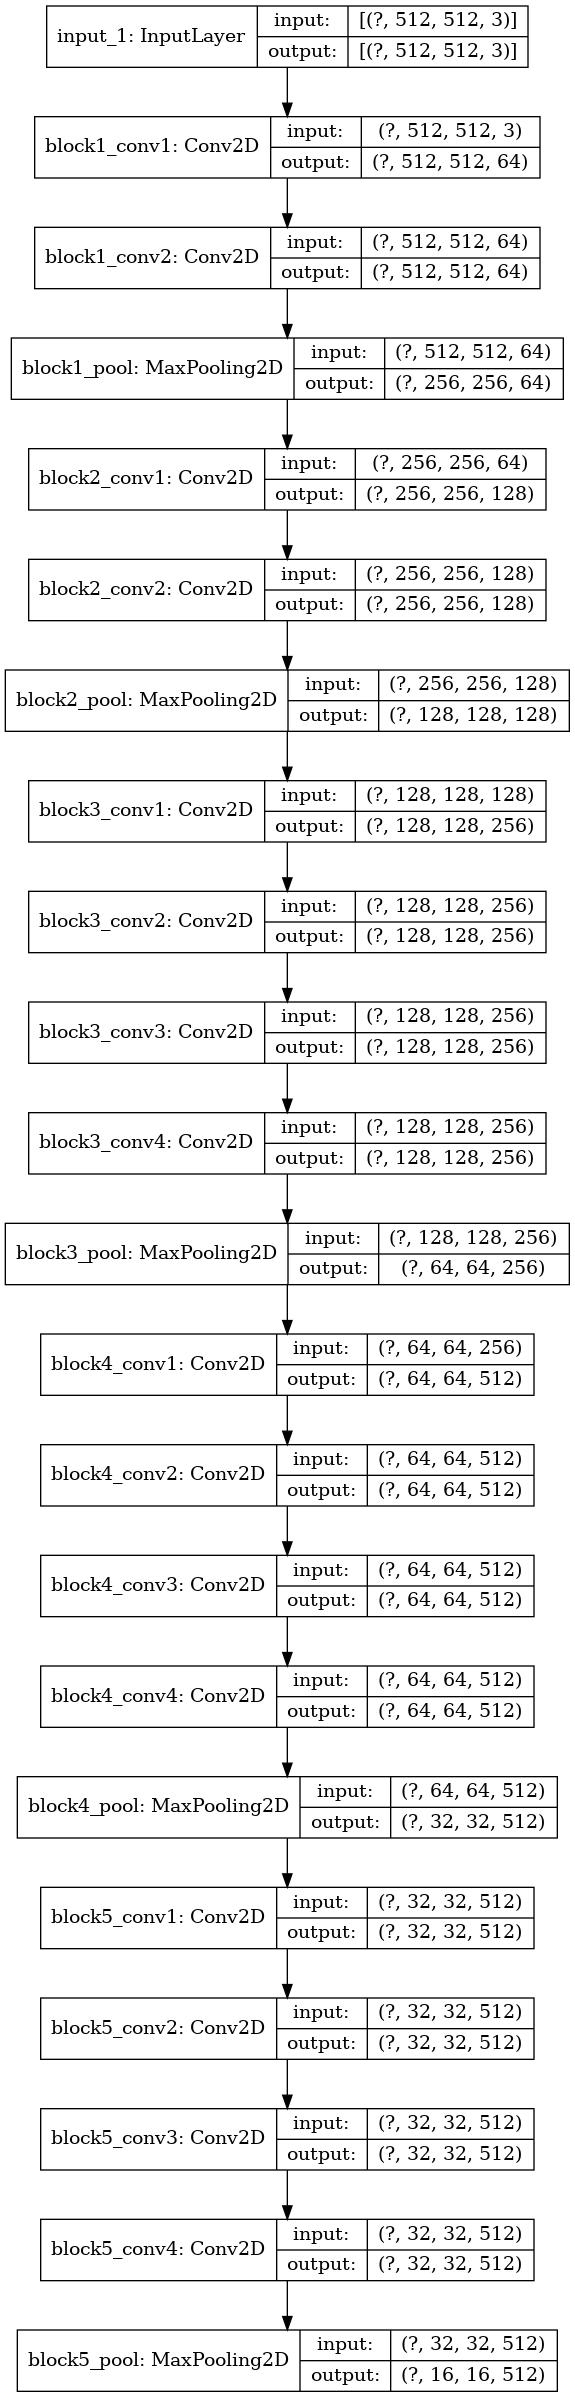 input_1: InputLayer
input: [(?, 512, 512, 3)]
output: [(?, 512, 512, 3)]
block1_conv1: Conv2D
input: (?, 512, 512, 3)
output: (?, 512, 512, 64)
block1_conv2: Conv2D
input: (?, 512, 512, 64)
output: (?, 512, 512, 64)
block1_pool: MaxPooling2D
input: (?, 512, 512, 64)
output: (?, 256, 256, 64)
block2_conv1: Conv2D
input: (?, 256, 256, 64)
output: (?, 256, 256, 128)
block2_conv2: Conv2D
input: (?, 256, 256, 128)
output: (?, 256, 256, 128)
block2_pool: MaxPooling2D
input: (?, 256, 256, 128)
output: (?, 128, 128, 128)
block3_conv1: Conv2D
input: (?, 128, 128, 128)
output: (?, 128, 128, 256)
block3_conv2: Conv2D
input: (?, 128, 128, 256)
output: (?, 128, 128, 256)
block3_conv3: Conv2D
input: (?, 128, 128, 256)
output: (?, 128, 128, 256)
block3_conv4: Conv2D
input: (?, 128, 128, 256)
output: (?, 128, 128, 256)
block3_pool: MaxPooling2D
input: (?, 128, 128, 256)
output: (?, 64, 64, 256)
block4_conv1: Conv2D
input: (?, 64, 64, 256)
output: (?, 64, 64, 512)
block4_conv2: Conv2D
input: (?, 64, 64, 512)
output: (?, 64, 64, 512)
block4_conv3: Conv2D
input: (?, 64, 64, 512)
output: (?, 64, 64, 512)
block4_conv4: Conv2D
input: (?, 64, 64, 512)
output: (?, 64, 64, 512)
block4_pool: MaxPooling2D
input: (?, 64, 64, 512)
output: (?, 32, 32, 512)
block5_conv1: Conv2D
input: (?, 32, 32, 512)
output: (?, 32, 32, 512)
block5_conv2: Conv2D
input: (?, 32, 32, 512)
output: (?, 32, 32, 512)
block5_conv3: Conv2D
input: (?, 32, 32, 512)
output: (?, 32, 32, 512)
block5_conv4: Conv2D
input: (?, 32, 32, 512)
output: (?, 32, 32, 512)
block5_pool: MaxPooling2D
input: (?, 32, 32, 512)
output: (?, 16, 16, 512)